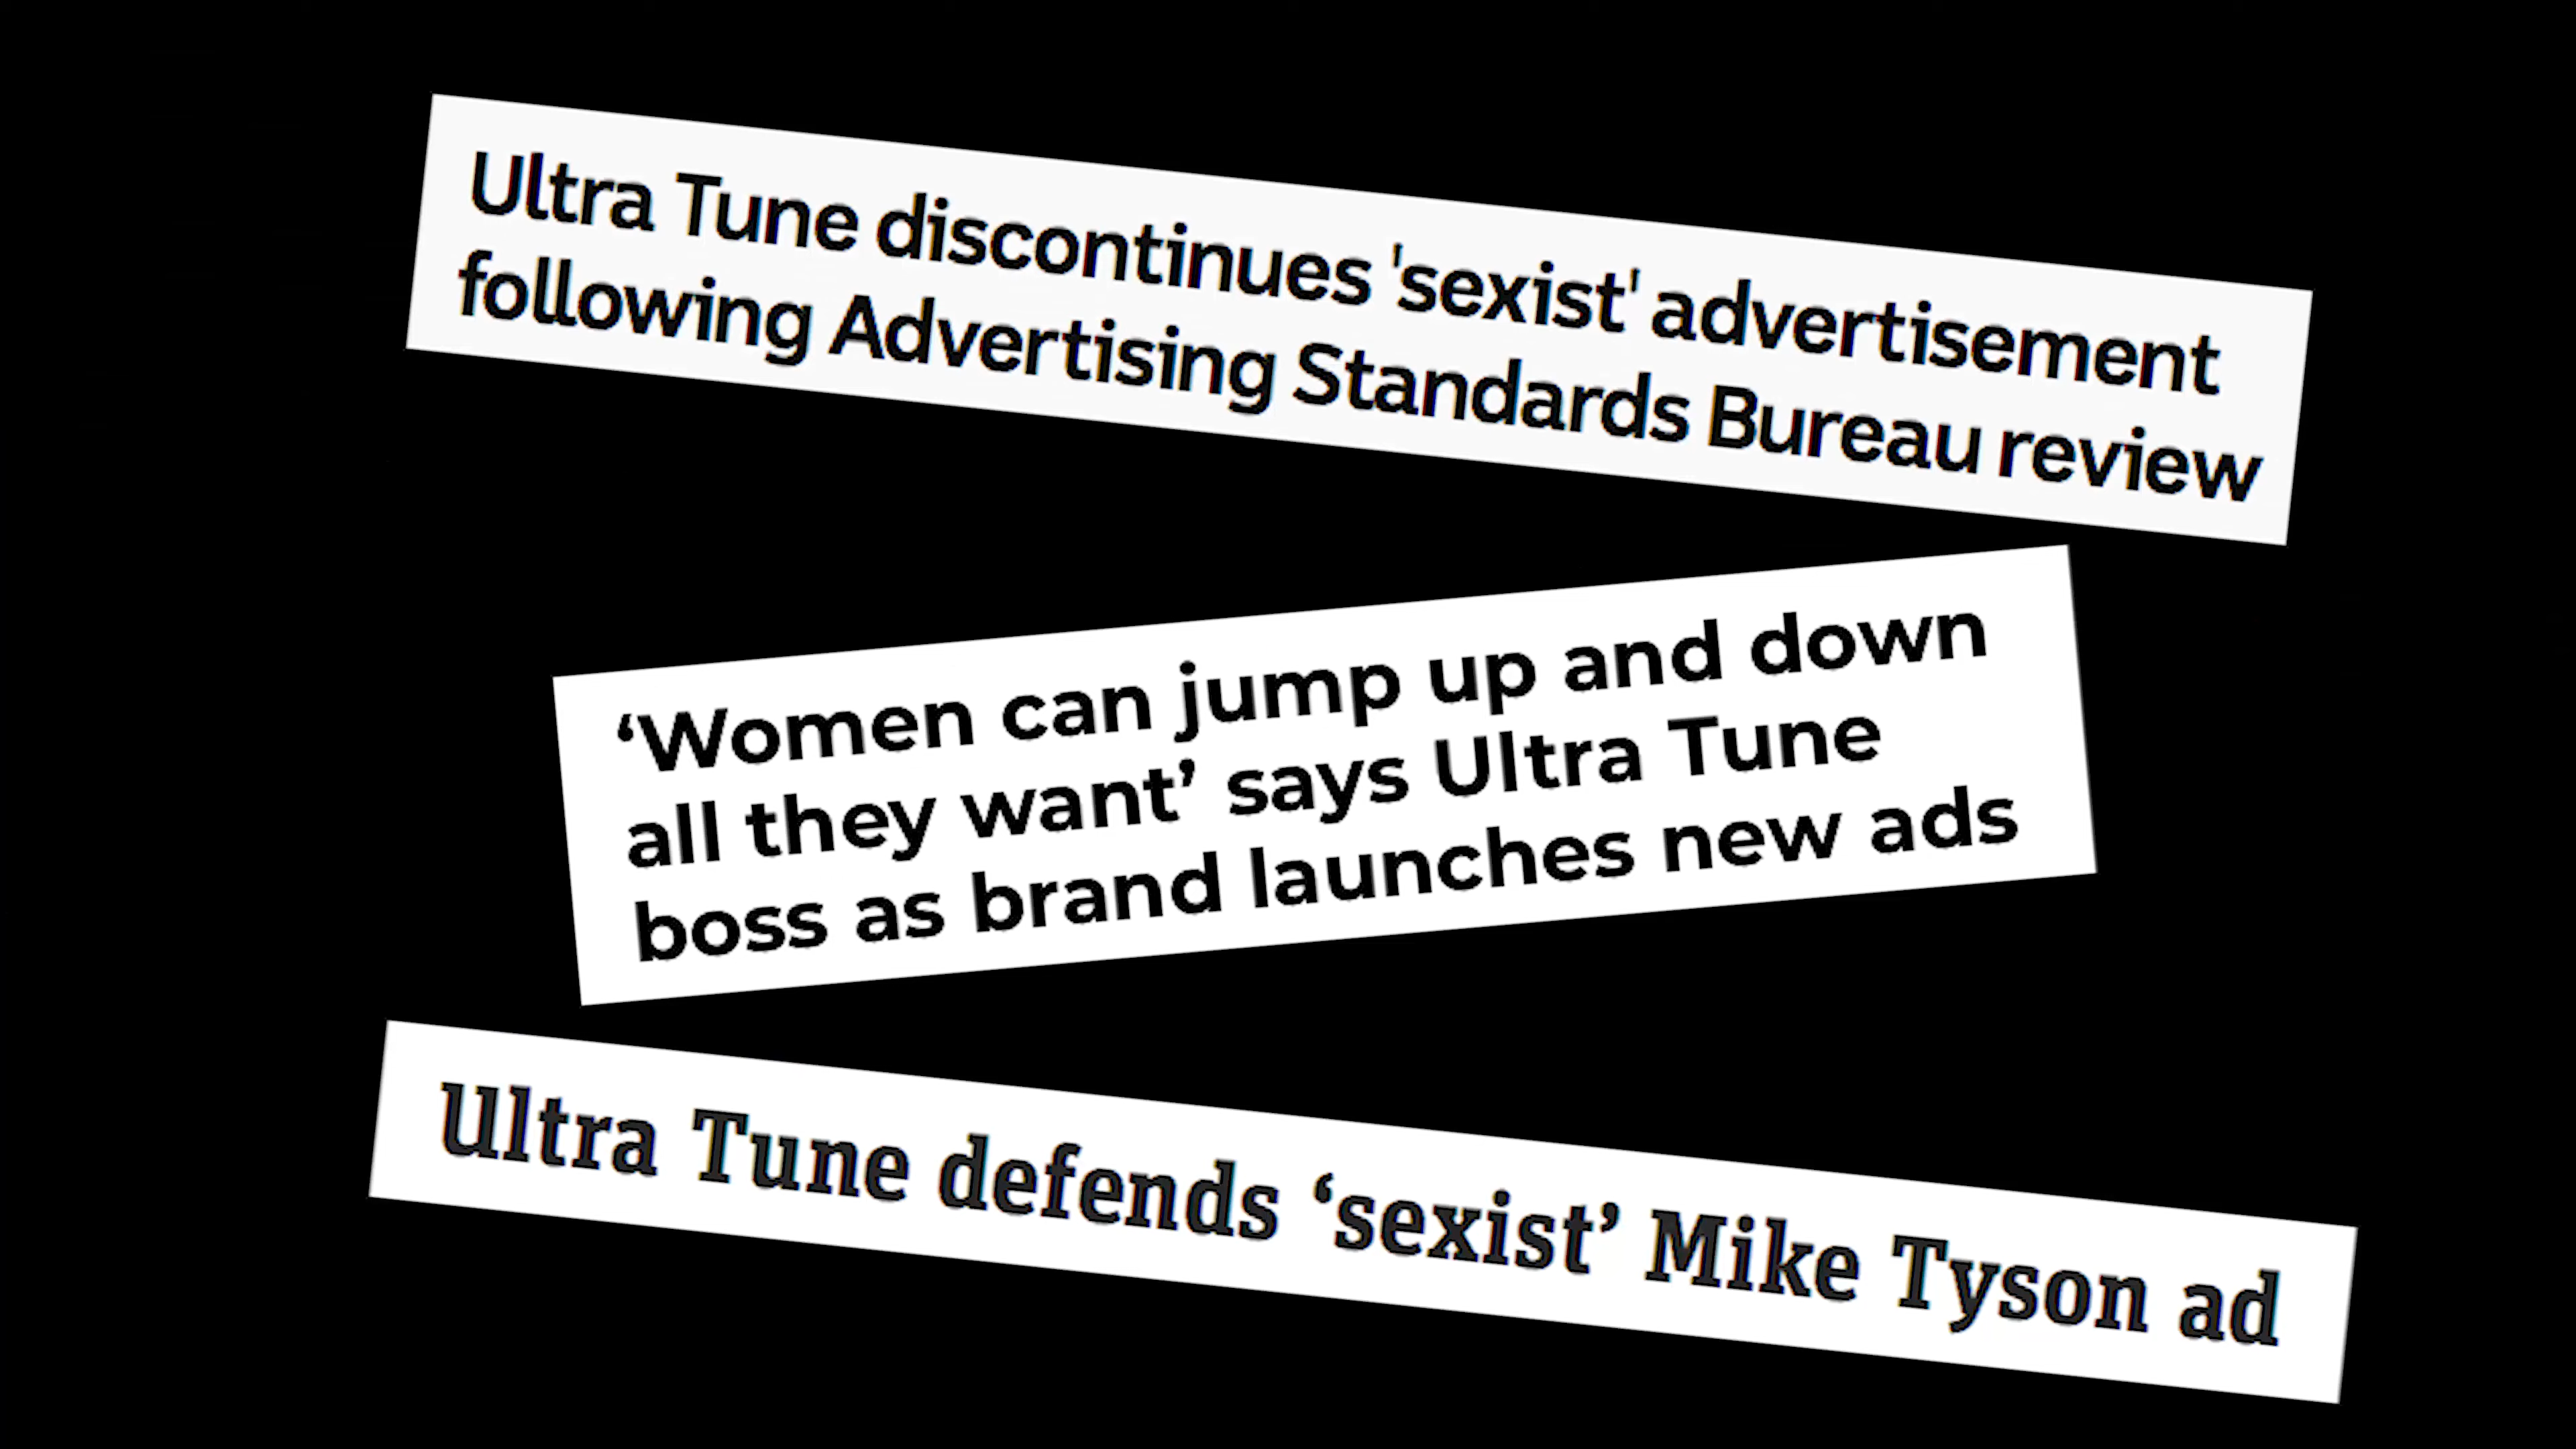 Ultra Tune discontinues 'sexist' advertisement
following Advertising Standards Bureau review
‘Women can jump up and down
all they want’ says Ultra Tune
boss as brand launches new ads
Ultra Tune defends ‘sexist’ Mike Tyson ad